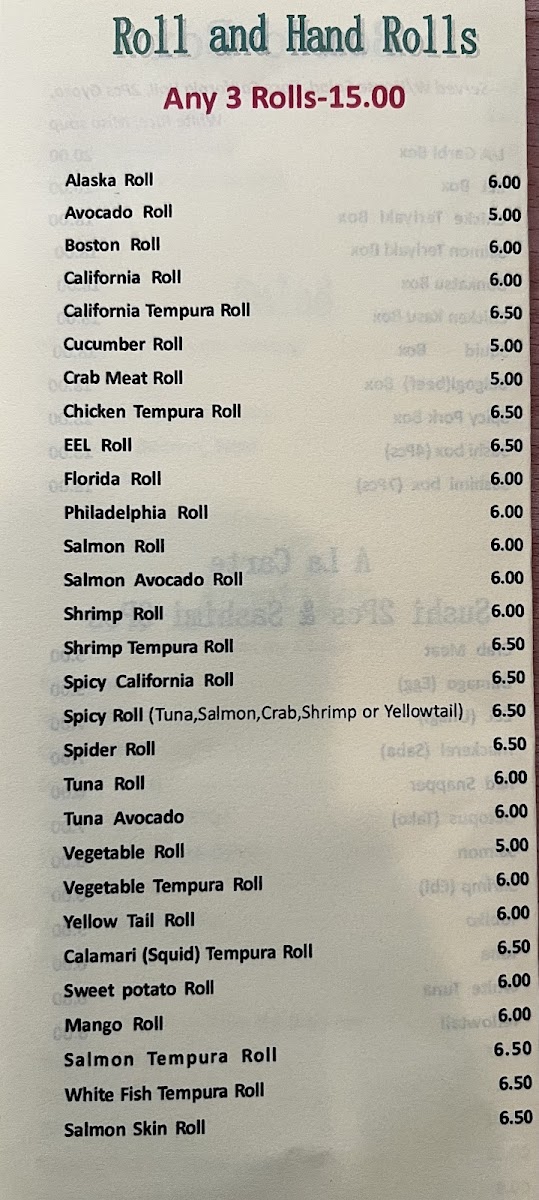 Roll and Hand Rolls
Any 3 Rolls-15.00
Alaska Roll 6.00
Avocado Roll 5.00
Boston Roll 6.00
California Roll 6.00
California Tempura Roll 6.50
Cucumber Roll 5.00
Crab Meat Roll 5.00
Chicken Tempura Roll 6.50
EEL Roll 6.50
Florida Roll 6.00
Philadelphia Roll 6.00
Salmon Roll 6.00
Salmon Avocado Roll 6.00
Shrimp Roll 6.00
Shrimp Tempura Roll 6.50
Spicy California Roll 6.50
Spicy Roll (Tuna,Salmon,Crab,Shrimp or Yellowtail) 6.50
Spider Roll 6.50
Tuna Roll 6.00
Tuna Avocado 6.00
Vegetable Roll 5.00
Vegetable Tempura Roll 6.00
Yellow Tail Roll 6.00
Calamari (Squid) Tempura Roll 6.50
Sweet potato Roll 6.00
Mango Roll 6.00
Salmon Tempura Roll 6.50
White Fish Tempura Roll 6.50
Salmon Skin Roll 6.50